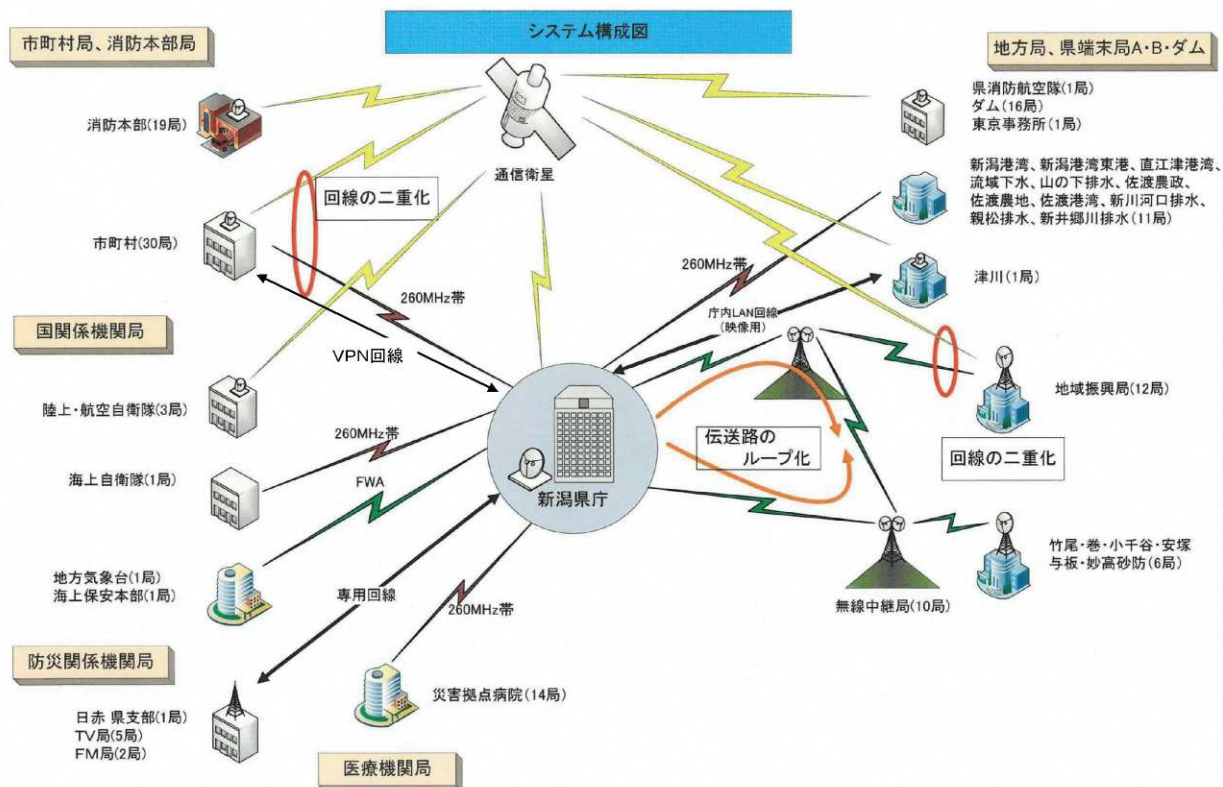 システム構成図
市町村局、消防本部局
消防本部(19局)
市町村(30局)
回線の二重化
260MHz帯
VPN回線
通信衛星
国関係機関局
陸上・航空自衛隊(3局)
260MHz帯
海上自衛隊(1局)
FWA
地方気象台(1局)
海上保安本部(1局)
専用回線
260MHz帯
防災関係機関局
日赤 県支部(1局)
TV局(5局)
FM局(2局)
災害拠点病院(14局)
医療機関局
新潟県庁
地方局、県端末局A・B・ダム
県消防航空隊(1局)
ダム(16局)
東京事務所(1局)
新潟港湾、新潟港湾東港、直江津港湾、
流域下水、山の下排水、佐渡農政、
佐渡農地、佐渡港湾、新川河口排水、
親松排水、新井郷川排水(11局)
260MHz帯
津川(1局)
庁内LAN回線
(映像用)
地域振興局(12局)
伝送路の
ループ化
回線の二重化
竹尾・巻・小千谷・安塚
与板・妙高砂防(6局)
無線中継局(10局)